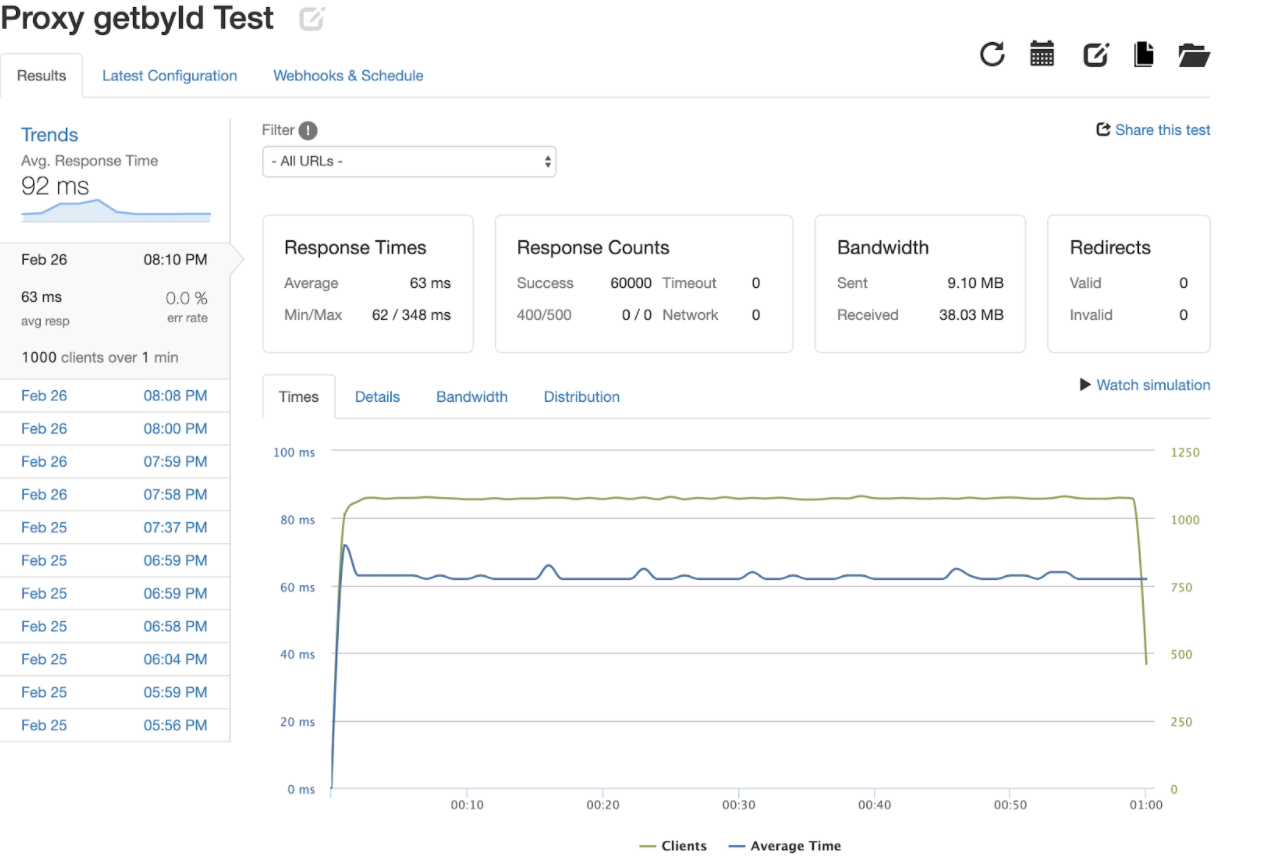 Proxy getbyId Test
Results
Latest Configuration
Webhooks & Schedule
Trends
Avg. Response Time
92 ms
Feb 26 08:10 PM
63 ms 0.0 %
avg resp err rate
1000 clients over 1 min
Feb 26 08:08 PM
Feb 26 08:00 PM
Feb 26 07:59 PM
Feb 26 07:58 PM
Feb 25 07:37 PM
Feb 25 06:59 PM
Feb 25 06:59 PM
Feb 25 06:58 PM
Feb 25 06:04 PM
Feb 25 05:59 PM
Feb 25 05:56 PM
Filter !
- All URLs -
Share this test
Response Times
Average 63 ms
Min/Max 62 / 348 ms
Response Counts
Success 60000 Timeout 0
400/500 0 / 0 Network 0
Bandwidth
Sent 9.10 MB
Received 38.03 MB
Redirects
Valid 0
Invalid 0
Times
Details
Bandwidth
Distribution
Watch simulation
100 ms 1250
80 ms 1000
60 ms 750
40 ms 500
20 ms 250
0 ms 0
00:10 00:20 00:30 00:40 00:50 01:00
Clients Average Time